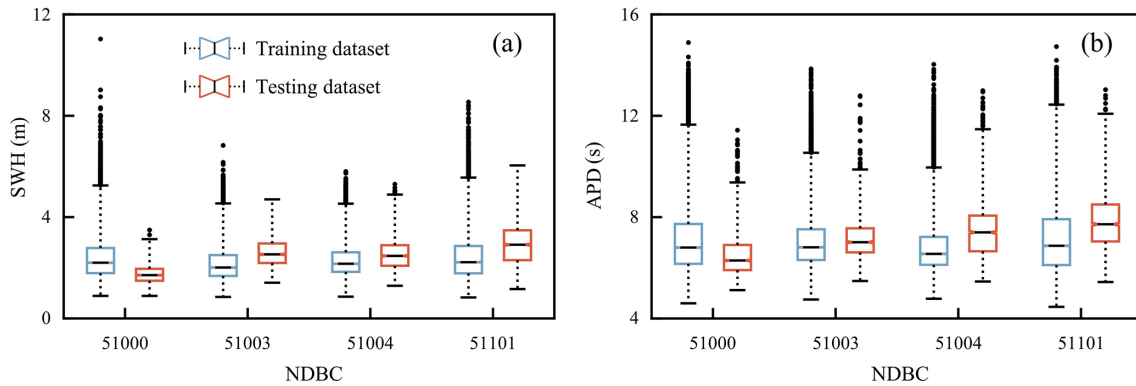 12
8
4
0
SWH (m)
(a)
Training dataset
Testing dataset
51000 51003 51004 51101
NDBC
16
12
8
4
APD (s)
(b)
51000 51003 51004 51101
NDBC